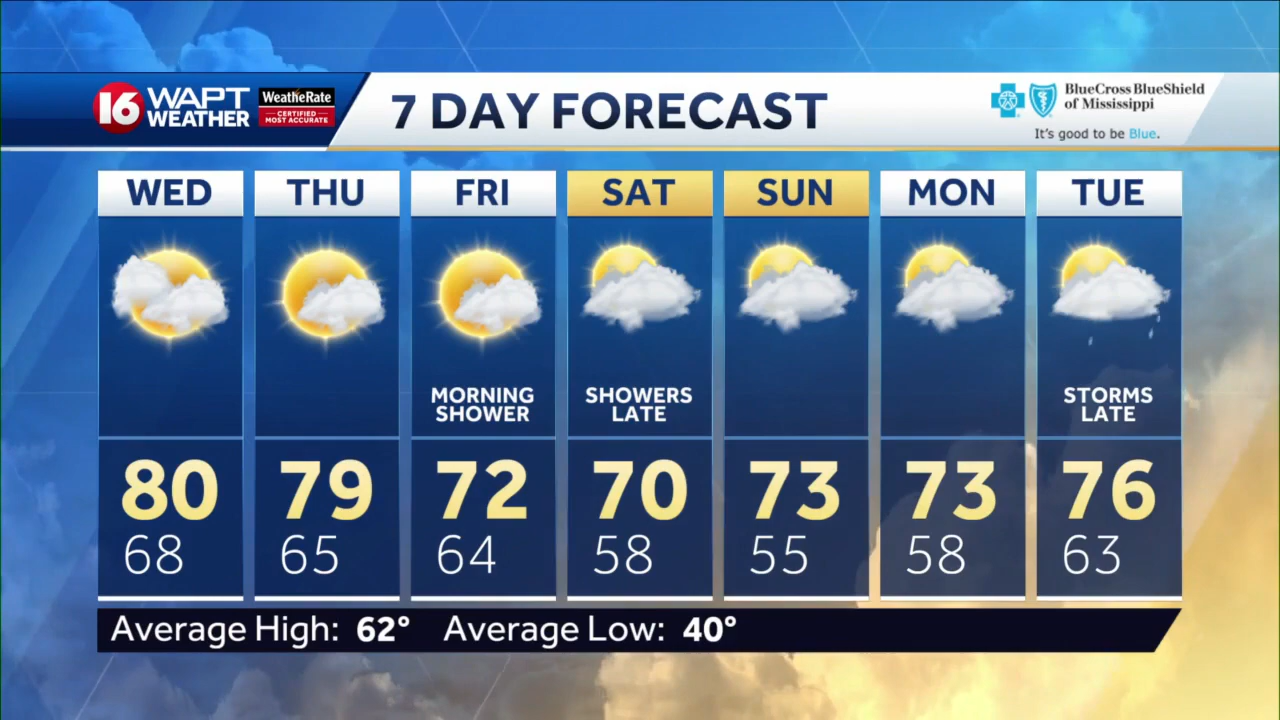 16 WAPT WEATHER
WeatheRate
CERTIFIED
MOST ACCURATE
7 DAY FORECAST
BlueCross BlueShield
of Mississippi
It's good to be Blue.
WED THU FRI SAT SUN MON TUE
MORNING SHOWER
SHOWERS LATE
STORMS LATE
80 79 72 70 73 73 76
68 65 64 58 55 58 63
Average High: 62° Average Low: 40°